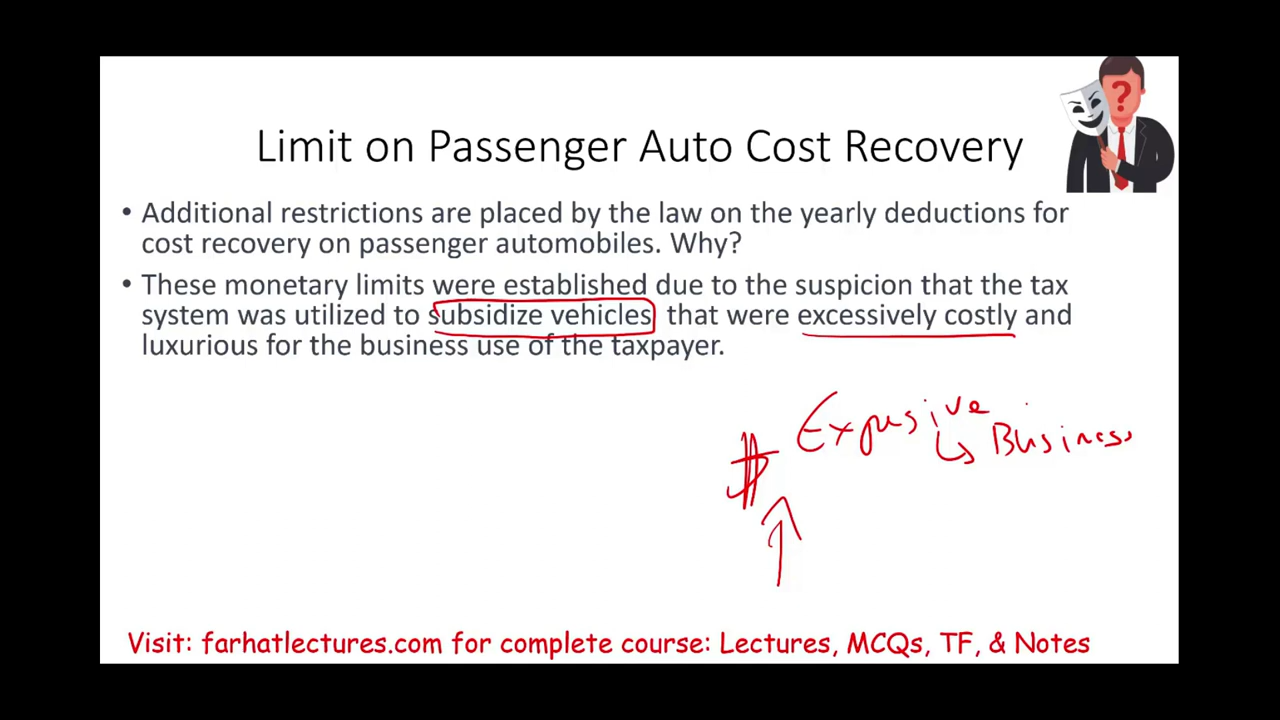 Limit on Passenger Auto Cost Recovery
?
• Additional restrictions are placed by the law on the yearly deductions for
cost recovery on passenger automobiles. Why?
• These monetary limits were established due to the suspicion that the tax
system was utilized to subsidize vehicles that were excessively costly and
luxurious for the business use of the taxpayer.
Expusive
$ ↳ Business
Visit: farhatlectures.com for complete course: Lectures, MCQs, TF, & Notes